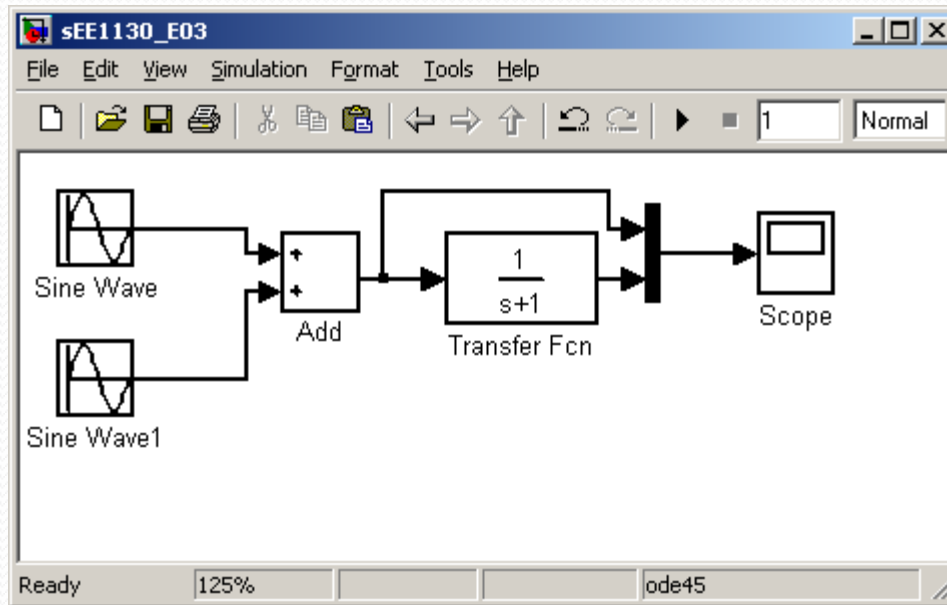 sEE1130_E03
File Edit View Simulation Format Tools Help
1 Normal
Sine Wave
+
+
Add
1
s+1
Transfer Fcn
Scope
Sine Wave1
Ready 125% ode45